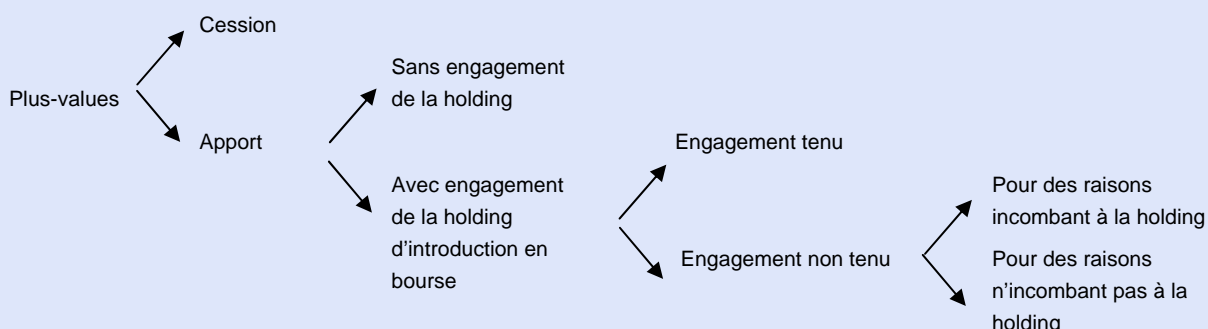 Cession
Plus-values
Apport
Sans engagement
de la holding
Avec engagement
de la holding
d'introduction en
bourse
Engagement tenu
Engagement non tenu
Pour des raisons
incombant à la holding
Pour des raisons
n'incombant pas à la
holding